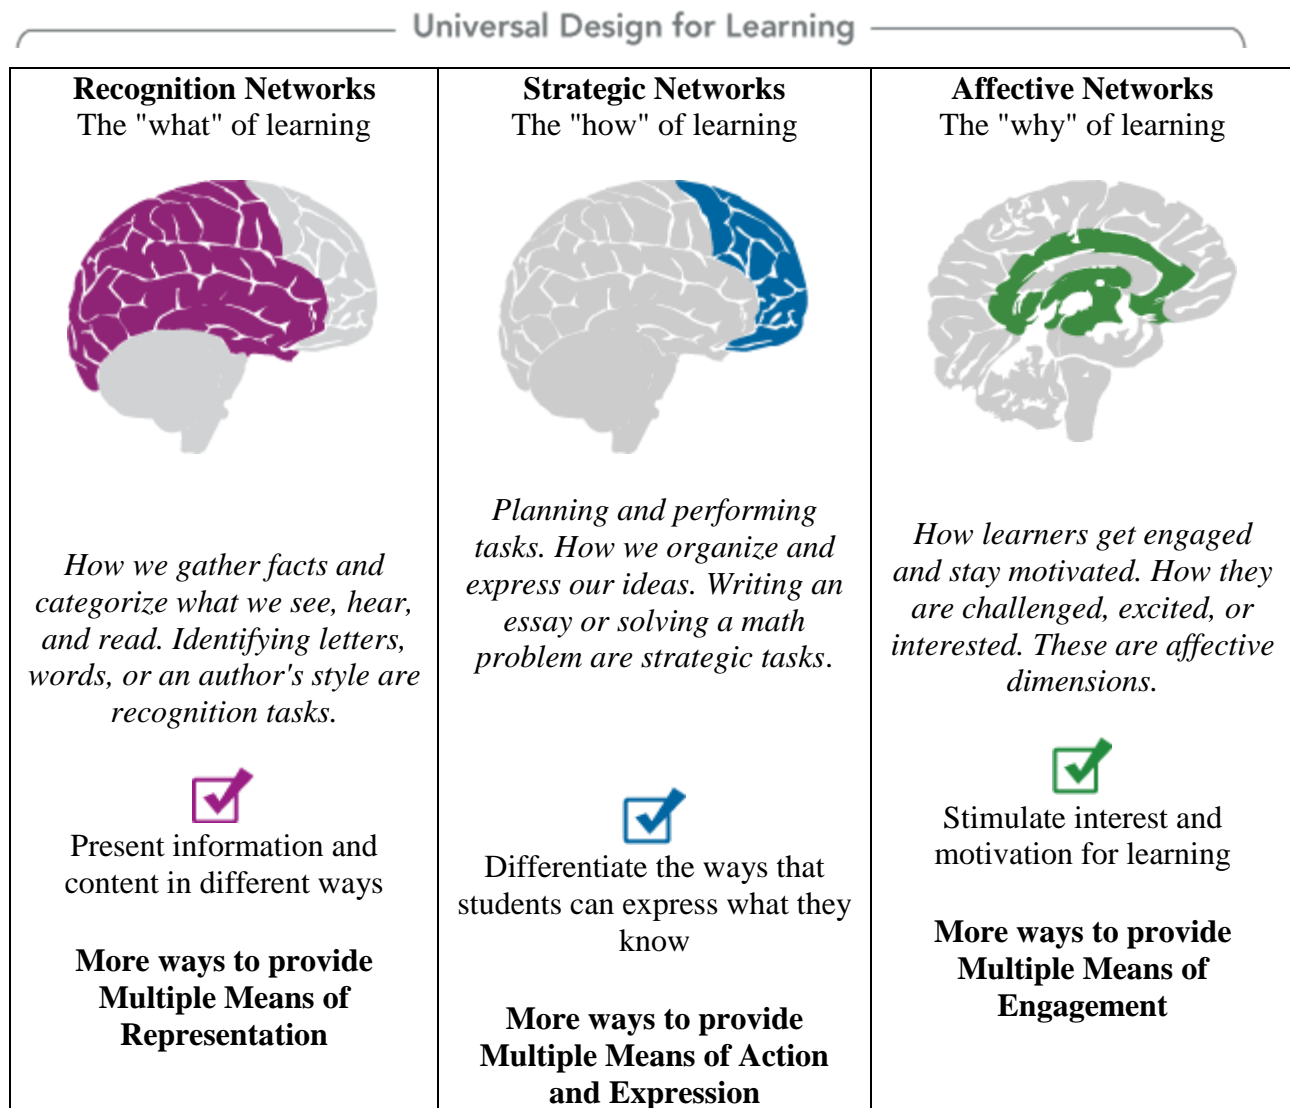 Universal Design for Learning
Recognition Networks
The "what" of learning
How we gather facts and
categorize what we see, hear,
and read. Identifying letters,
words, or an author's style are
recognition tasks.
Present information and
content in different ways
More ways to provide
Multiple Means of
Representation
Strategic Networks
The "how" of learning
Planning and performing
tasks. How we organize and
express our ideas. Writing an
essay or solving a math
problem are strategic tasks.
Differentiate the ways that
students can express what they
know
More ways to provide
Multiple Means of Action
and Expression
Affective Networks
The "why" of learning
How learners get engaged
and stay motivated. How they
are challenged, excited, or
interested. These are affective
dimensions.
Stimulate interest and
motivation for learning
More ways to provide
Multiple Means of
Engagement